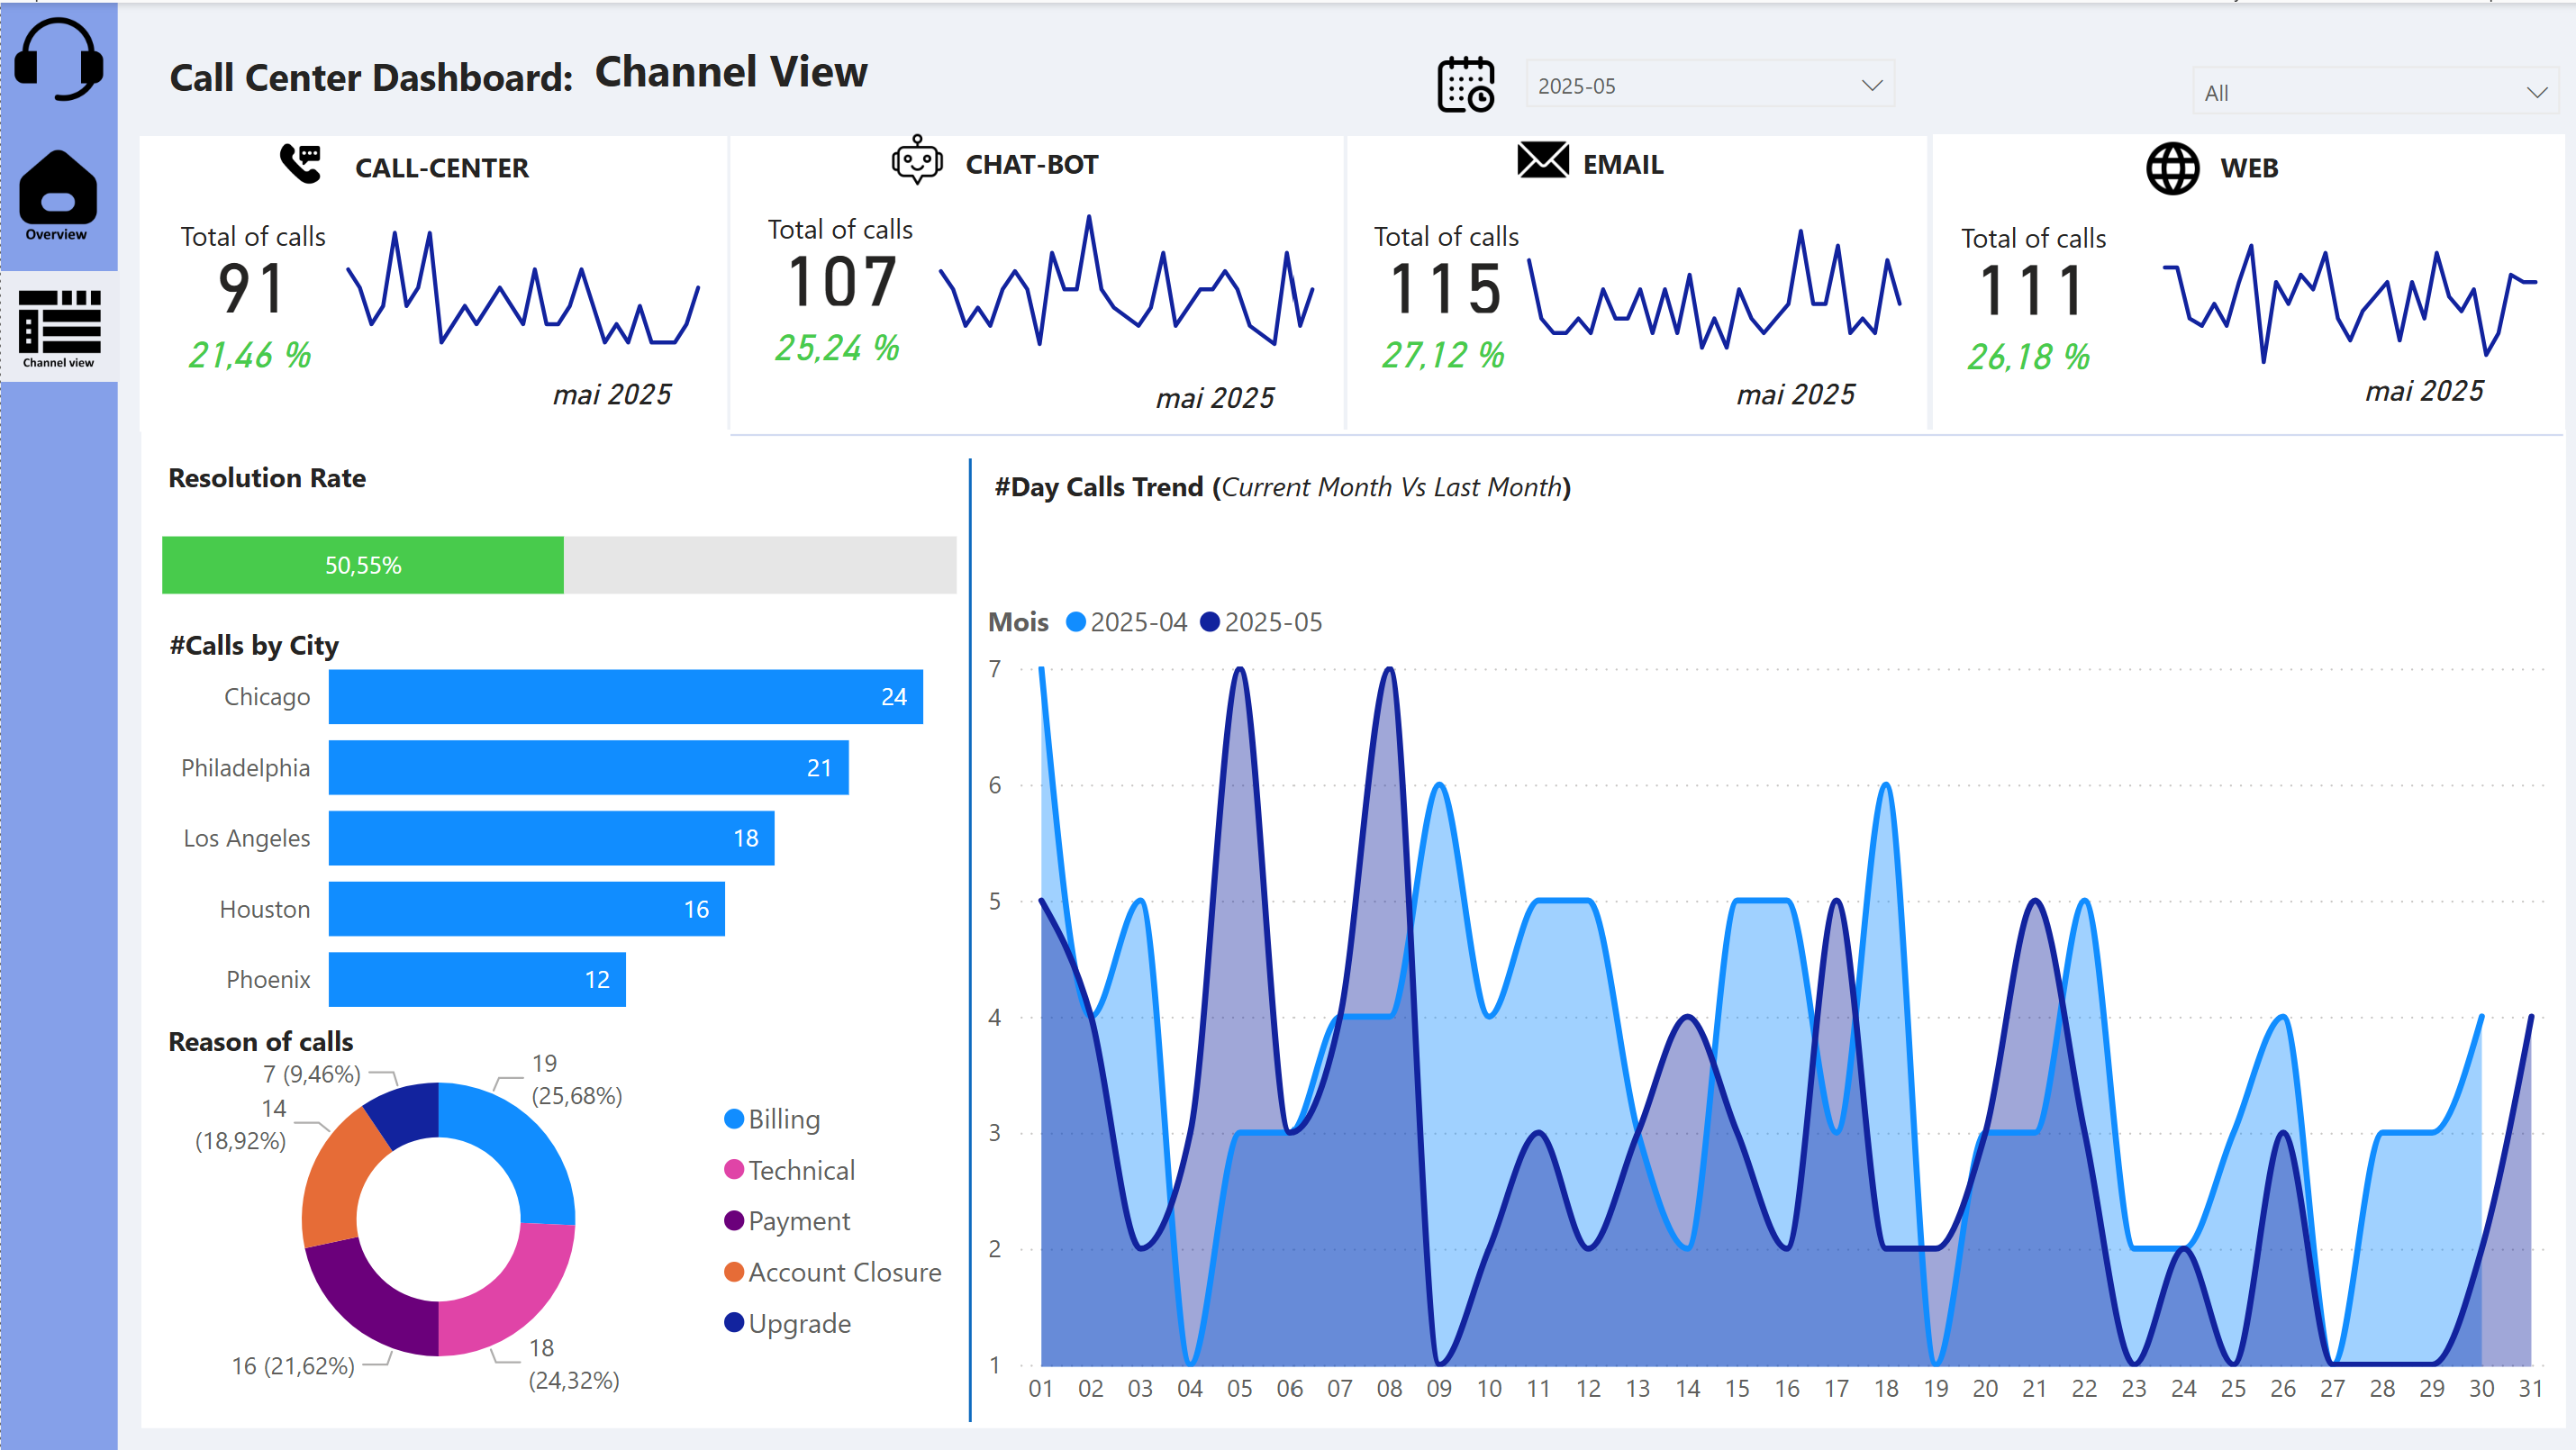 Call Center Dashboard: Channel View
2025-05
All
Overview
Channel view
CALL-CENTER
Total of calls
91
21,46 %
mai 2025
CHAT-BOT
Total of calls
107
25,24 %
mai 2025
EMAIL
Total of calls
115
27,12 %
mai 2025
WEB
Total of calls
111
26,18 %
mai 2025
Resolution Rate
50,55%
#Calls by City
Chicago 24
Philadelphia 21
Los Angeles 18
Houston 16
Phoenix 12
Reason of calls
7 (9,46%)
19
(25,68%)
14
(18,92%)
16 (21,62%)
18
(24,32%)
Billing
Technical
Payment
Account Closure
Upgrade
#Day Calls Trend (Current Month Vs Last Month)
Mois 2025-04 2025-05
7
6
5
4
3
2
1
01 02 03 04 05 06 07 08 09 10 11 12 13 14 15 16 17 18 19 20 21 22 23 24 25 26 27 28 29 30 31